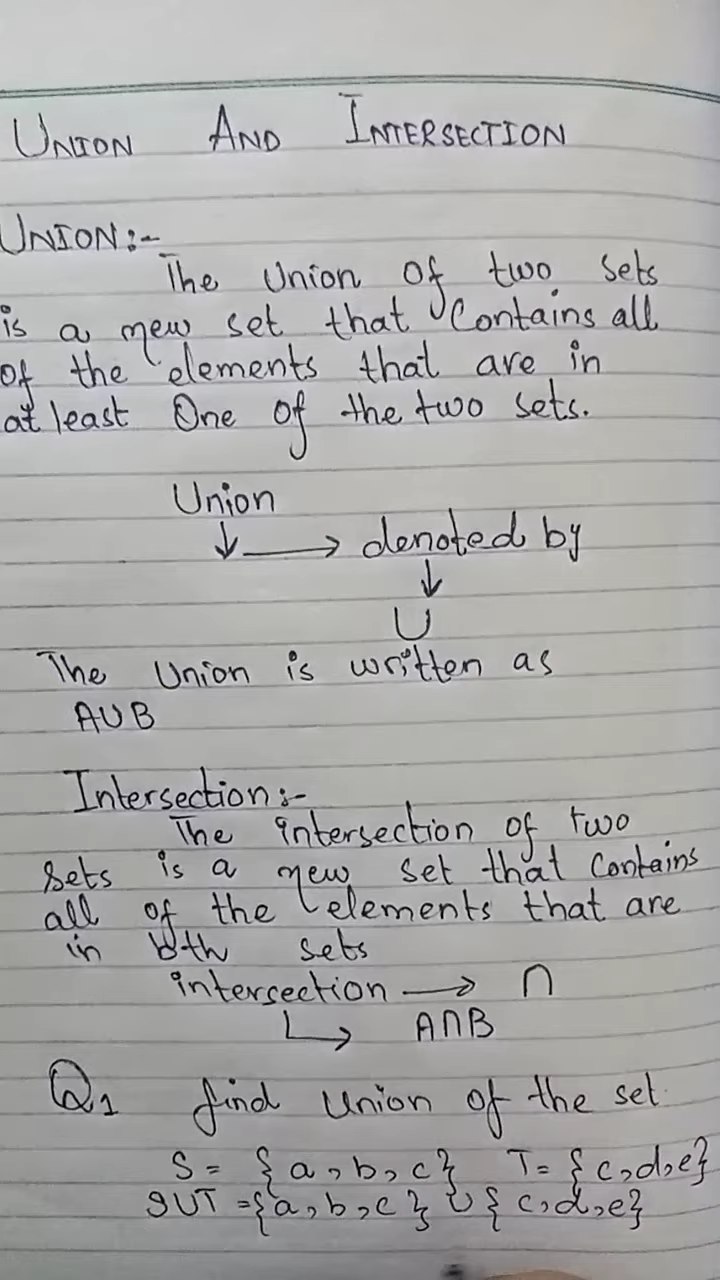 UNION AND INTERSECTION
UNION:-
The Union of two sets
is a new set that Contains all
of the elements that are in
at least One of the two sets.
Union
↓ → denoted by
↓
∪
The Union is written as
A∪B
Intersection:-
The intersection of two
Sets is a new set that Contains
all of the elements that are
in both sets
intersection → ∩
↳ A∩B
Q1 find union of the set
S = {a, b, c} T = {c, d, e}
S∪T = {a, b, c} ∪ {c, d, e}